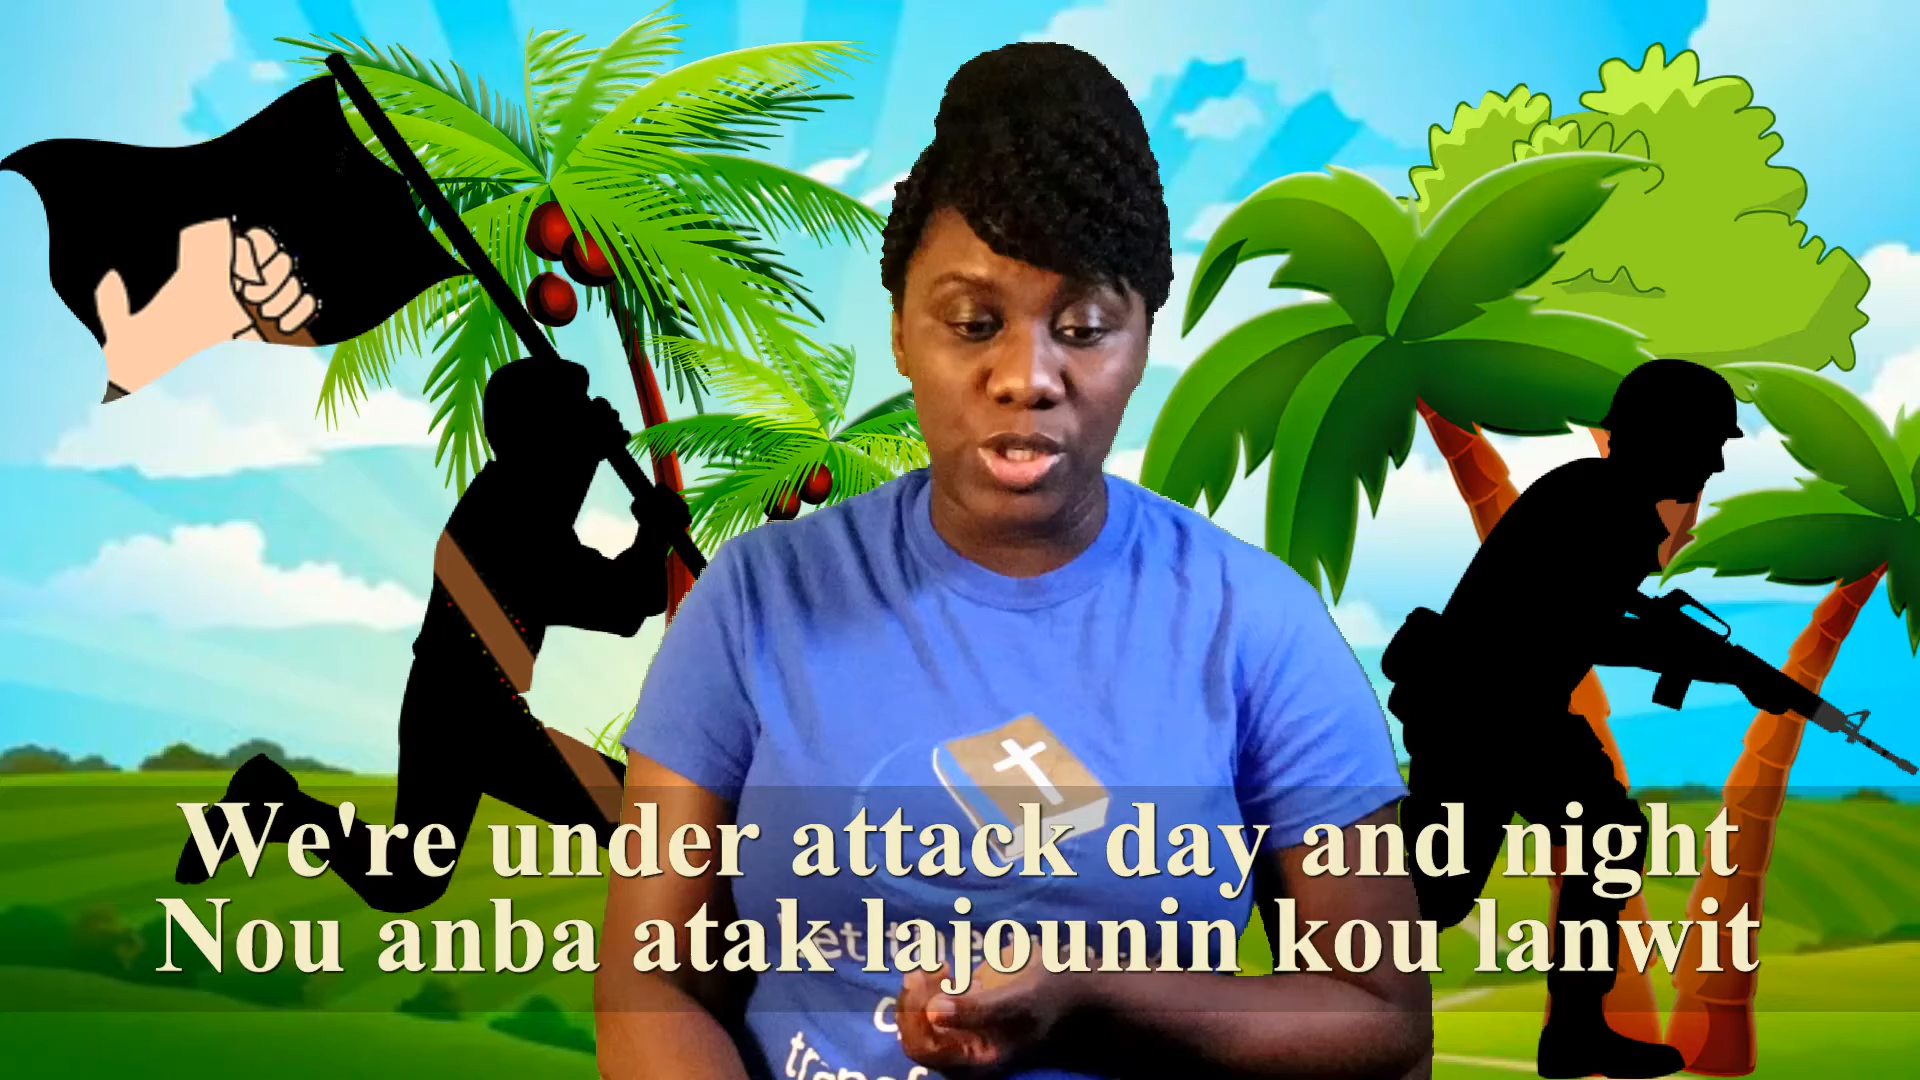 We're under attack day and night
Nou anba atak lajounin kou lanwit